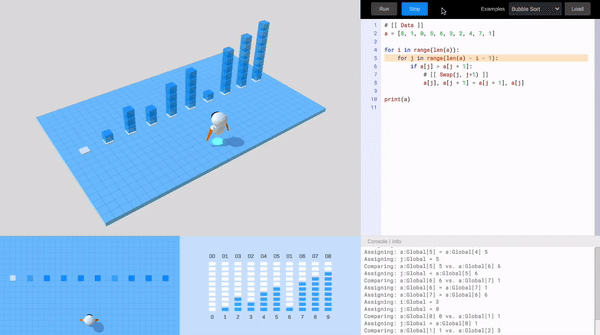 Run Stop Examples Bubble Sort Load
1 # [[ Data ]]
2 a = [8, 1, 0, 5, 6, 3, 2, 4, 7, 1]
3
4 for i in range(len(a)):
5 for j in range(len(a) - i - 1):
6 if a[j] > a[j + 1]:
7 # [[ Swap(j, j+1) ]]
8 a[j], a[j + 1] = a[j + 1], a[j]
9
10 print(a)
11
Console / Info
Assigning: a:Global[5] = a:Global[4] 5
Assigning: j:Global = 5
Comparing: a:Global[5] 5 vs. a:Global[6] 6
Assigning: j:Global = 6
Comparing: a:Global[6] 6 vs. a:Global[7] 1
Assigning: a:Global[6] = a:Global[7] 1
Assigning: a:Global[7] = a:Global[6] 6
Assigning: i:Global = 3
Assigning: j:Global = 0
Comparing: a:Global[0] 0 vs. a:Global[1] 1
Assigning: j:Global = 1
Comparing: a:Global[1] 1 vs. a:Global[2] 3
00 01 03 02 04 05 01 06 07 08
0 1 2 3 4 5 6 7 8 9